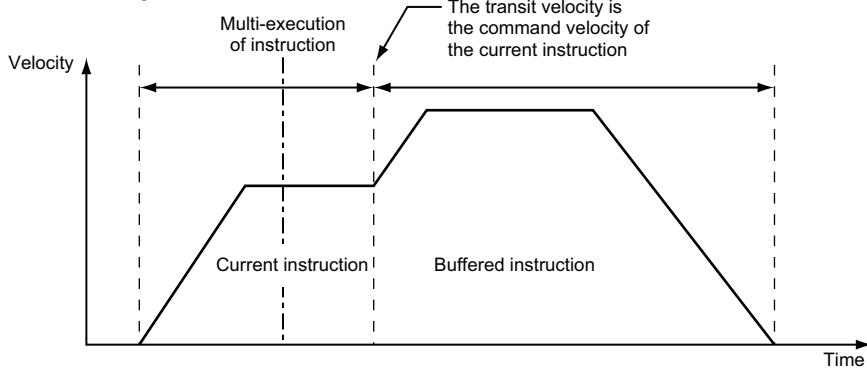 The transit velocity is
the command velocity of
the current instruction
Multi-execution
of instruction
Velocity
Current instruction
Buffered instruction
Time